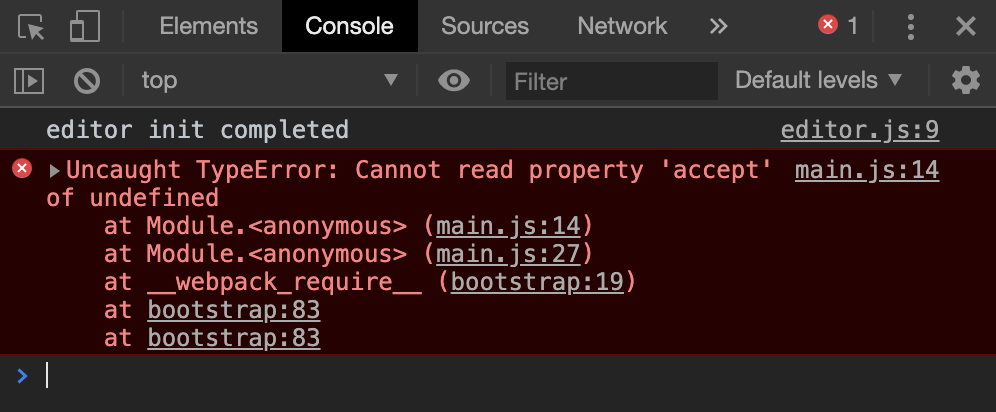 Elements Console Sources Network » 1
top Filter Default levels
editor init completed editor.js:9
Uncaught TypeError: Cannot read property 'accept' main.js:14
of undefined
at Module.<anonymous> (main.js:14)
at Module.<anonymous> (main.js:27)
at __webpack_require__ (bootstrap:19)
at bootstrap:83
at bootstrap:83
>